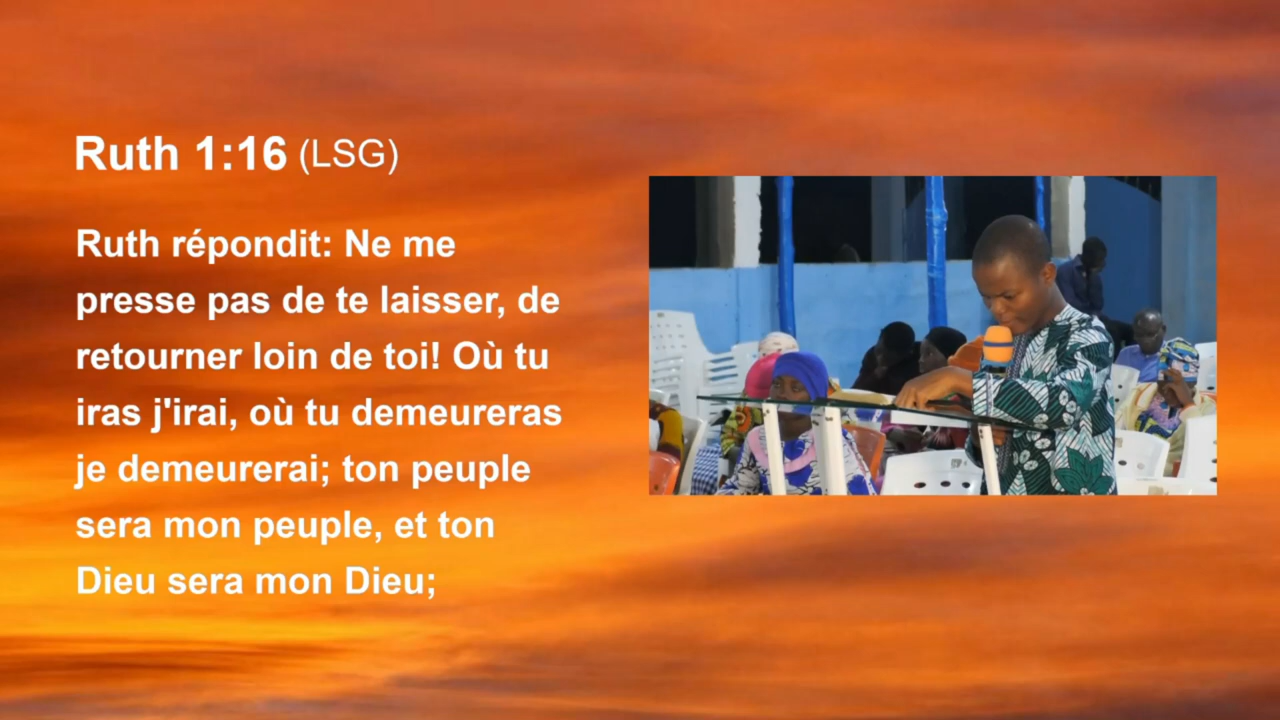 Ruth 1:16 (LSG)
Ruth répondit: Ne me
presse pas de te laisser, de
retourner loin de toi! Où tu
iras j'irai, où tu demeureras
je demeurerai; ton peuple
sera mon peuple, et ton
Dieu sera mon Dieu;